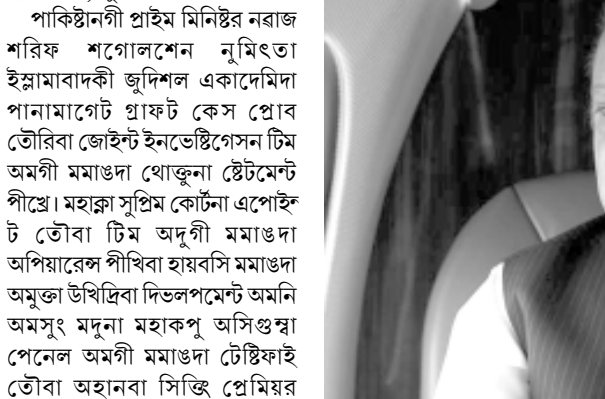 পাকিষ্টানগী প্রাইম মিনিষ্টর নৱাজ
শরিফ শগোলশেন নুমিৎতা
ইস্লামাবাদকী জুদিশল একাদেমিদা
পানামাগেট গ্রাফট কেস প্রোব
তৌরিবা জোইন্ট ইনভেষ্টিগেসন টিম
অমগী মমাঙদা থোক্তুনা ষ্টেটমেন্ট
পীখ্রে। মহাক্না সুপ্রিম কোর্টনা এপোইন্
ট তৌবা টিম অদুগী মমাঙদা
অপিয়ারেন্স পীখিবা হায়বসি মমাঙদা
অমুক্তা উখিদ্রিবা দিভলপমেন্ট অমনি
অমসুং মদুনা মহাকপু অসিগুম্বা
পেনেল অমগী মমাঙদা টেষ্টিফাই
তৌবা অহানবা সিত্তিং প্রেমিয়র